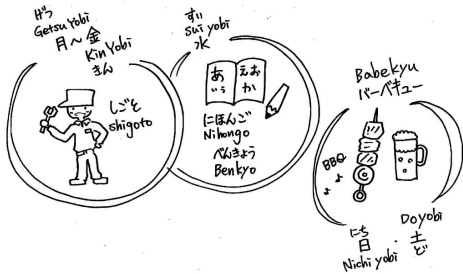 げつ
Getsu Yobi
月～金
Kin Yobi
きん
しごと
shigoto
すい
sui yobi
水
あ
いう
えお
か
にほんご
Nihongo
べんきょう
Benkyo
Babekyu
バーベキュー
BBQ
♪
♪
にち
日・土
Nichi yobi
Doyobi
ど